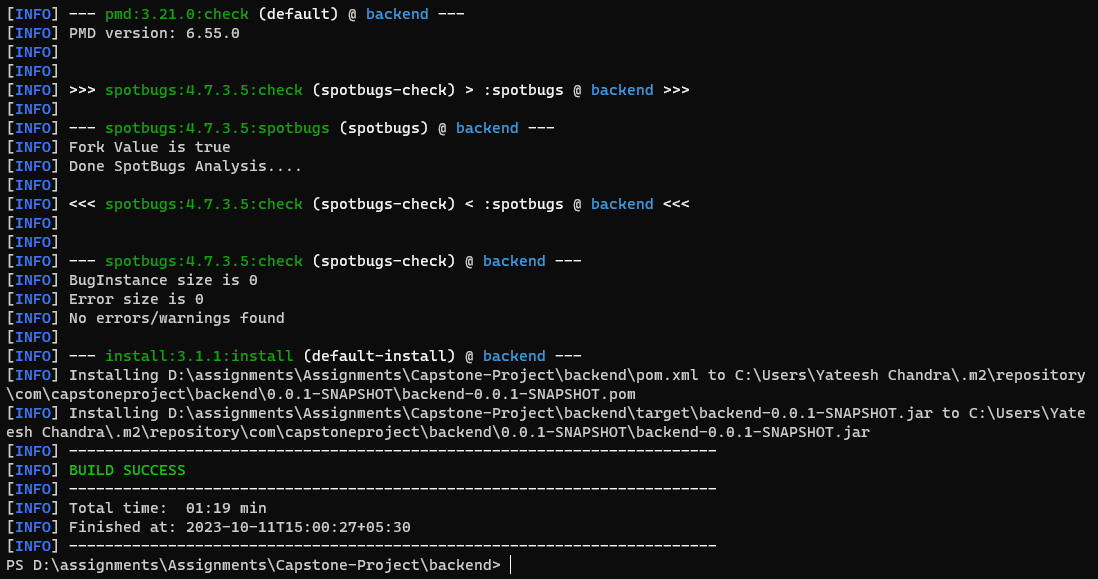 [INFO] --- pmd:3.21.0:check (default) @ backend ---
[INFO] PMD version: 6.55.0
[INFO]
[INFO]
[INFO] >>> spotbugs:4.7.3.5:check (spotbugs-check) > :spotbugs @ backend >>>
[INFO]
[INFO] --- spotbugs:4.7.3.5:spotbugs (spotbugs) @ backend ---
[INFO] Fork Value is true
[INFO] Done SpotBugs Analysis....
[INFO]
[INFO] <<< spotbugs:4.7.3.5:check (spotbugs-check) < :spotbugs @ backend <<<
[INFO]
[INFO]
[INFO] --- spotbugs:4.7.3.5:check (spotbugs-check) @ backend ---
[INFO] BugInstance size is 0
[INFO] Error size is 0
[INFO] No errors/warnings found
[INFO]
[INFO] --- install:3.1.1:install (default-install) @ backend ---
[INFO] Installing D:\assignments\Assignments\Capstone-Project\backend\pom.xml to C:\Users\Yateesh Chandra\.m2\repository
\com\capstoneproject\backend\0.0.1-SNAPSHOT\backend-0.0.1-SNAPSHOT.pom
[INFO] Installing D:\assignments\Assignments\Capstone-Project\backend\target\backend-0.0.1-SNAPSHOT.jar to C:\Users\Yate
esh Chandra\.m2\repository\com\capstoneproject\backend\0.0.1-SNAPSHOT\backend-0.0.1-SNAPSHOT.jar
[INFO] ------------------------------------------------------------------------
[INFO] BUILD SUCCESS
[INFO] ------------------------------------------------------------------------
[INFO] Total time:  01:19 min
[INFO] Finished at: 2023-10-11T15:00:27+05:30
[INFO] ------------------------------------------------------------------------
PS D:\assignments\Assignments\Capstone-Project\backend>